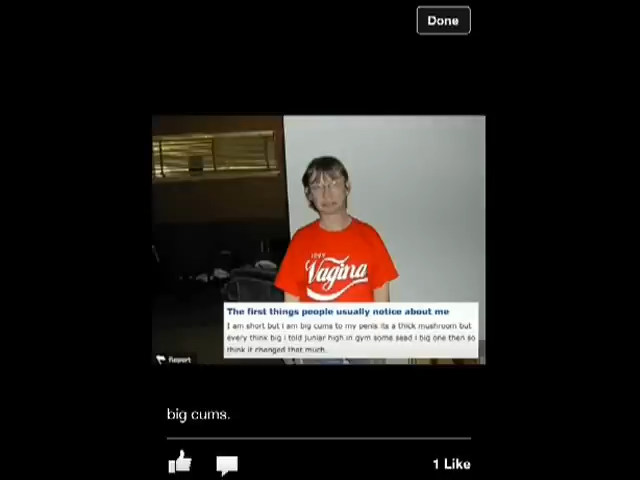 Done
enjoy
Vagina
The first things people usually notice about me
I am short but I am big cums to my penis its a thick mushroom but
every think big i told juniar high in gym some sead i big one then so
think it changed that much.
Report
big cums.
1 Like